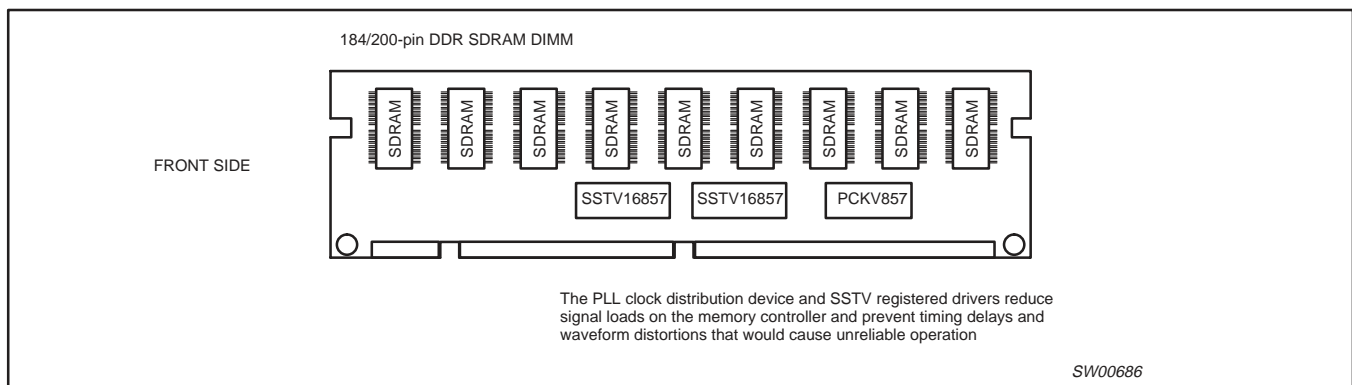 184/200-pin DDR SDRAM DIMM
SDRAM SDRAM SDRAM SDRAM SDRAM SDRAM SDRAM SDRAM SDRAM
FRONT SIDE
SSTV16857 SSTV16857 PCKV857
The PLL clock distribution device and SSTV registered drivers reduce
signal loads on the memory controller and prevent timing delays and
waveform distortions that would cause unreliable operation
SW00686